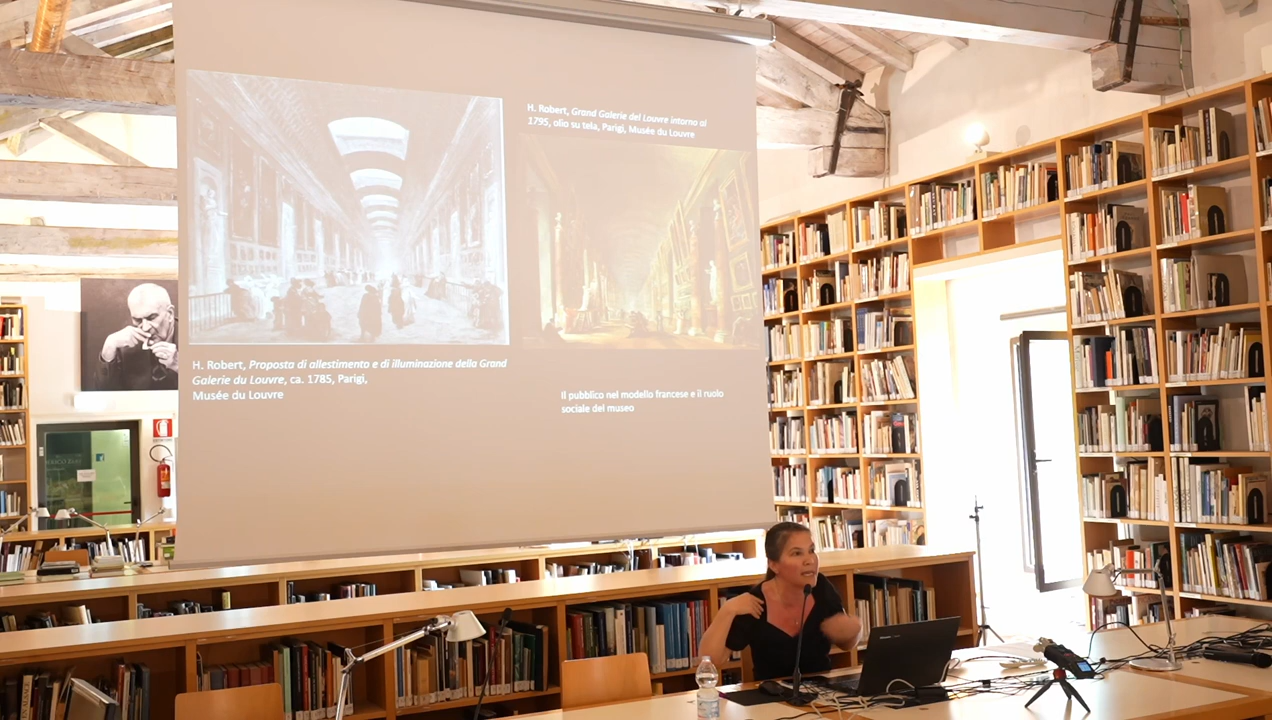 H. Robert, Grand Galerie del Louvre intorno al
1795, olio su tela, Parigi, Musée du Louvre
H. Robert, Proposta di allestimento e di illuminazione della Grand
Galerie du Louvre, ca. 1785, Parigi,
Musée du Louvre
Il pubblico nel modello francese e il ruolo
sociale del museo